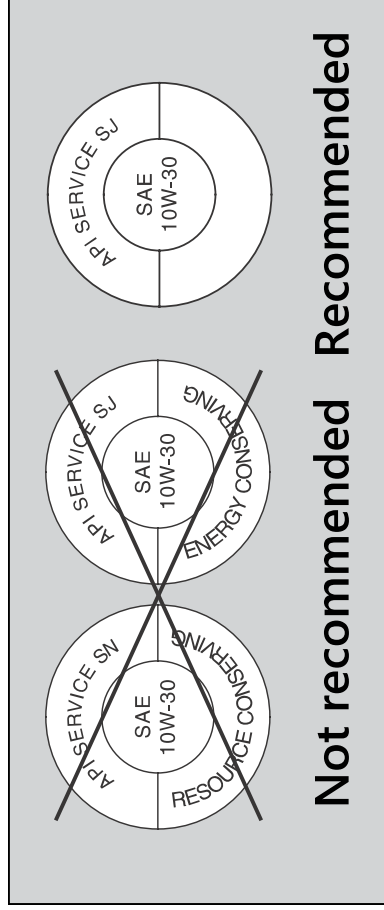 API SERVICE SN
SAE
10W-30
RESOURCE CONSERVING
API SERVICE SJ
SAE
10W-30
ENERGY CONSERVING
API SERVICE SJ
SAE
10W-30
Not recommended
Recommended